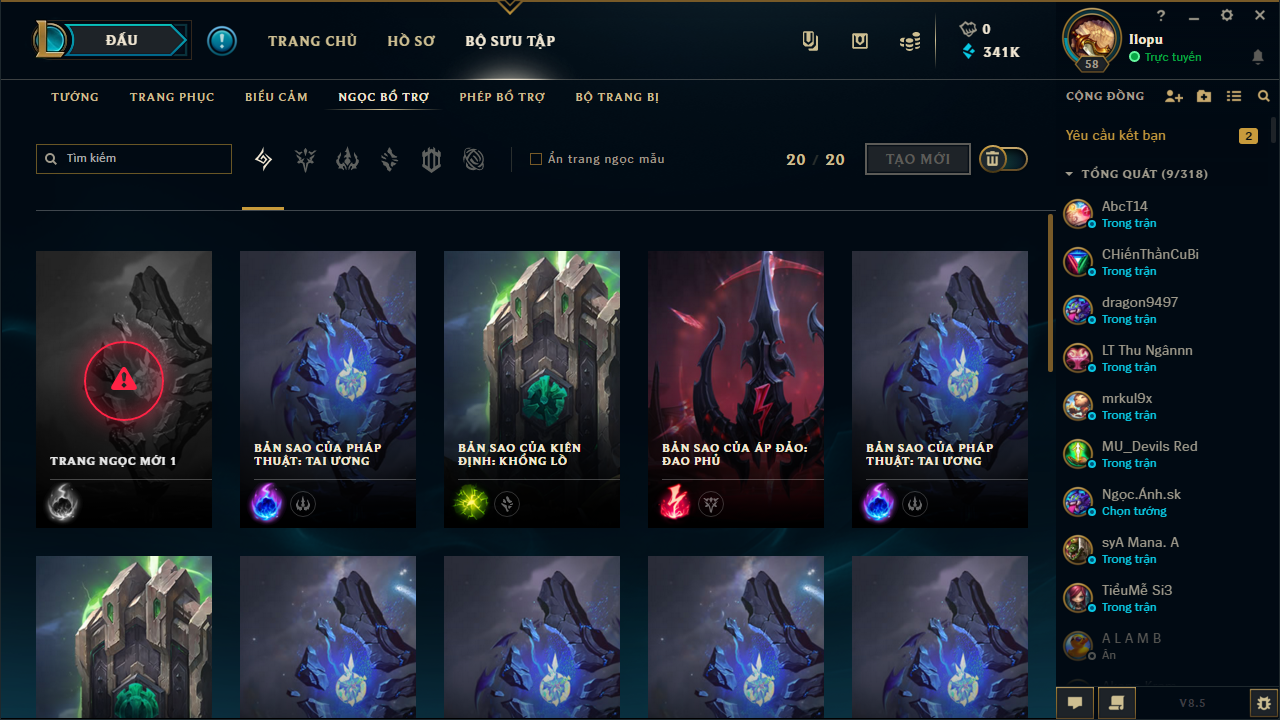 ĐẤU
TRANG CHỦ
HỒ SƠ
BỘ SƯU TẬP
0
341K
?
IIopu
58
Trực tuyến
TƯỚNG
TRANG PHỤC
BIỂU CẢM
NGỌC BỔ TRỢ
PHÉP BỔ TRỢ
BỘ TRANG BỊ
Tìm kiếm
Ẩn trang ngọc mẫu
20 / 20
TẠO MỚI
TRANG NGỌC MỚI 1
BẢN SAO CỦA PHÁP
THUẬT: TAI ƯƠNG
BẢN SAO CỦA KIÊN
ĐỊNH: KHỔNG LỒ
BẢN SAO CỦA ÁP ĐẢO:
ĐAO PHỦ
BẢN SAO CỦA PHÁP
THUẬT: TAI ƯƠNG
CỘNG ĐỒNG
Yêu cầu kết bạn 2
TỔNG QUÁT (9/318)
AbcT14
Trong trận
CHiếnThầnCuBi
Trong trận
dragon9497
Trong trận
LT Thu Ngânnn
Trong trận
mrkul9x
Trong trận
MU_Devils Red
Trong trận
Ngọc.Ánh.sk
Chọn tướng
syA Mana. A
Trong trận
TiểuMễ Si3
Trong trận
A L A M B
Ẩn
V8.5